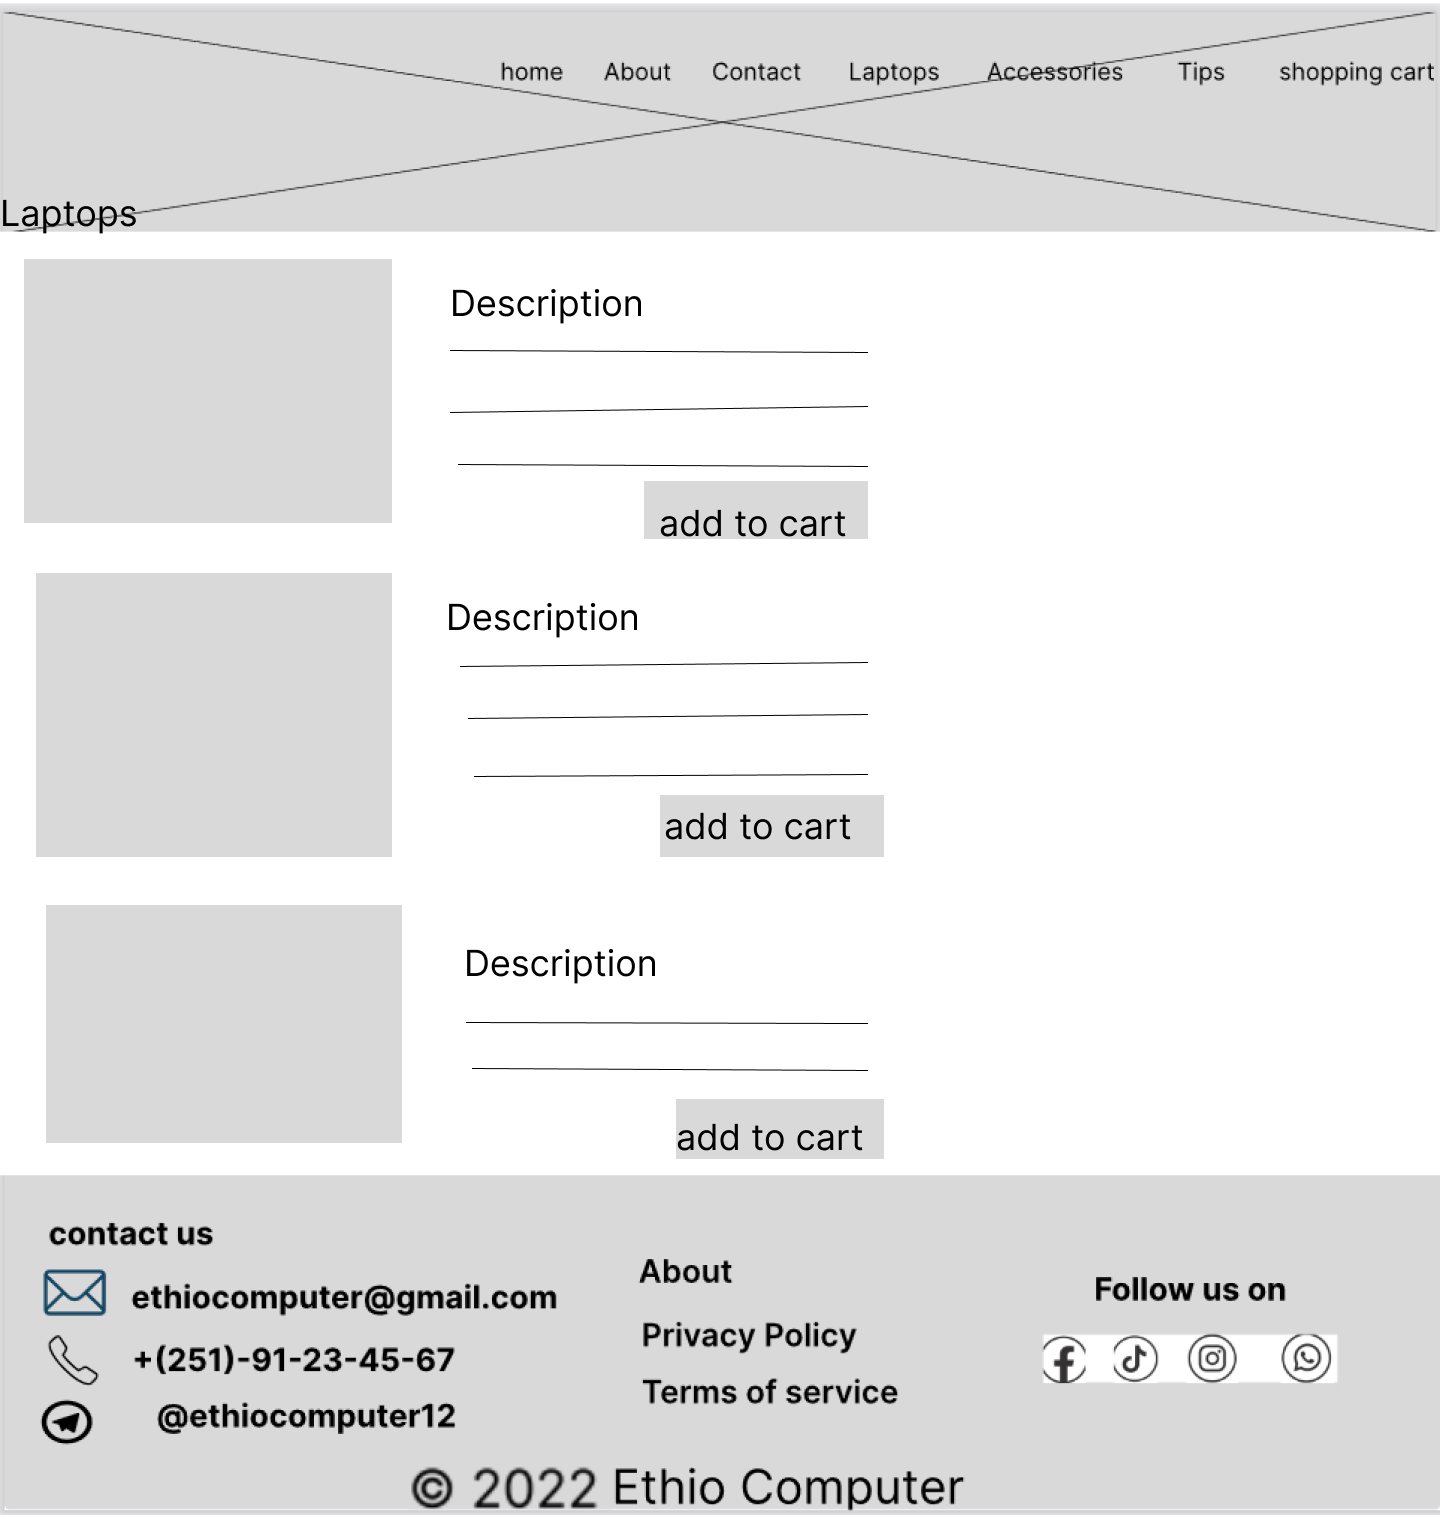 home About Contact Laptops Accessories Tips shopping cart
Laptops
Description
add to cart
Description
add to cart
Description
add to cart
contact us
ethiocomputer@gmail.com
+(251)-91-23-45-67
@ethiocomputer12
About
Privacy Policy
Terms of service
Follow us on
© 2022 Ethio Computer